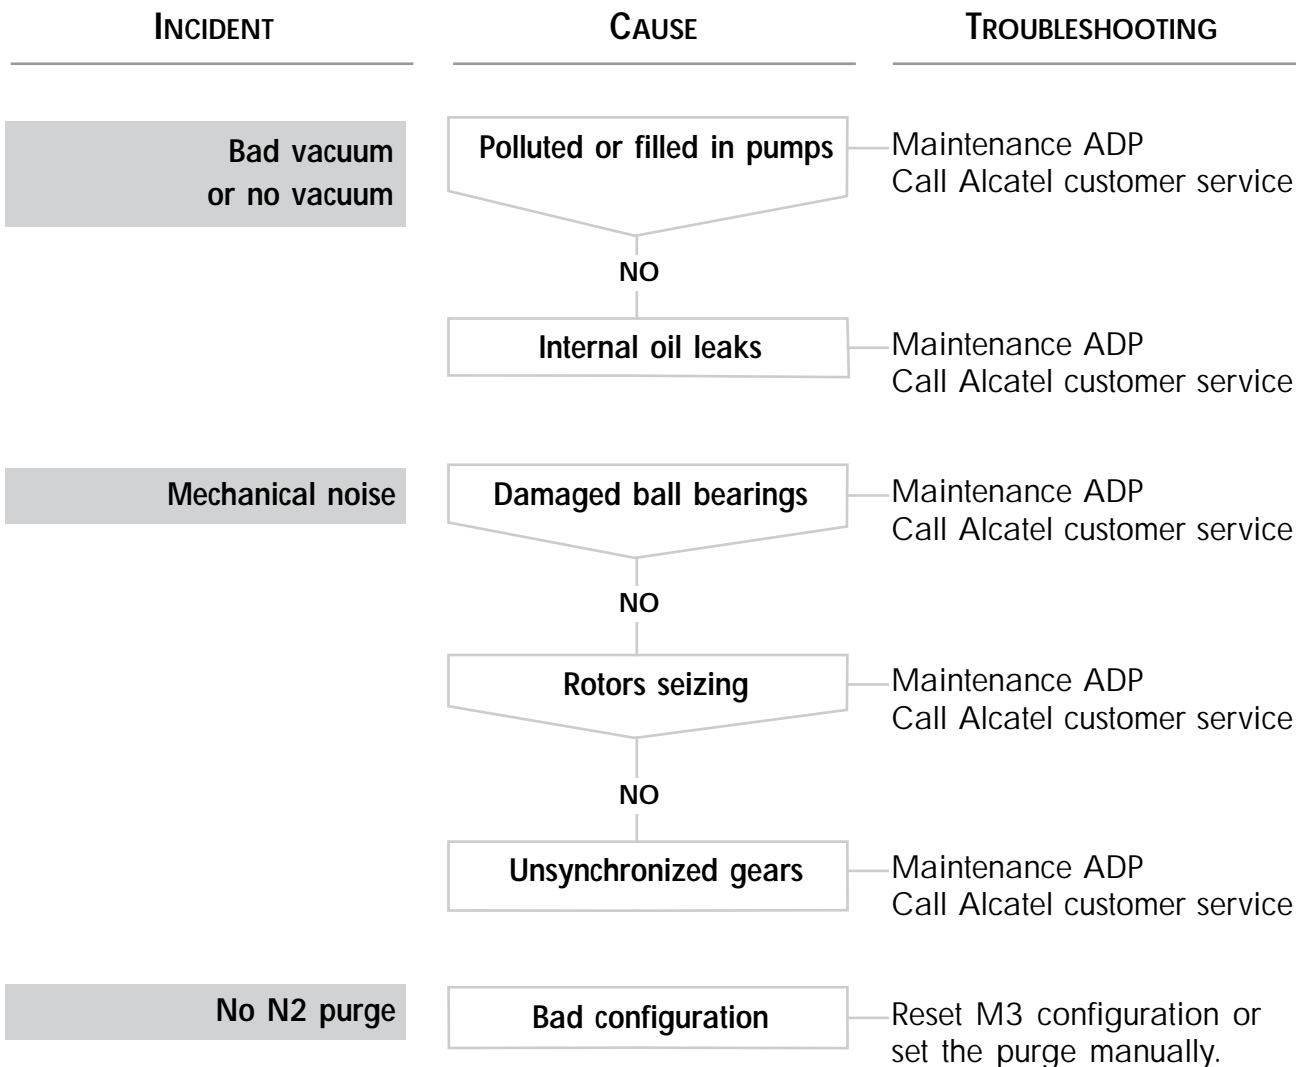 INCIDENT
CAUSE
TROUBLESHOOTING
Bad vacuum
or no vacuum
Polluted or filled in pumps
Maintenance ADP
Call Alcatel customer service
NO
Internal oil leaks
Maintenance ADP
Call Alcatel customer service
Mechanical noise
Damaged ball bearings
Maintenance ADP
Call Alcatel customer service
NO
Rotors seizing
Maintenance ADP
Call Alcatel customer service
NO
Unsynchronized gears
Maintenance ADP
Call Alcatel customer service
No N2 purge
Bad configuration
Reset M3 configuration or
set the purge manually.